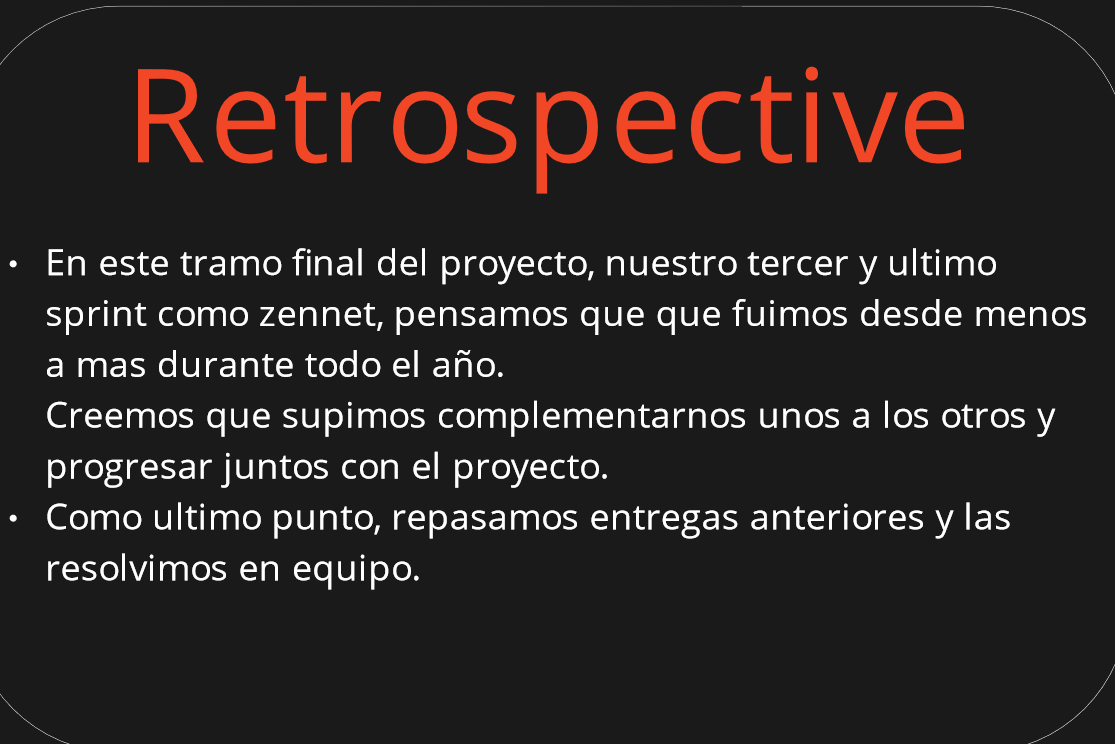 Retrospective
• En este tramo final del proyecto, nuestro tercer y ultimo
sprint como zennet, pensamos que que fuimos desde menos
a mas durante todo el año.
Creemos que supimos complementarnos unos a los otros y
progresar juntos con el proyecto.
• Como ultimo punto, repasamos entregas anteriores y las
resolvimos en equipo.